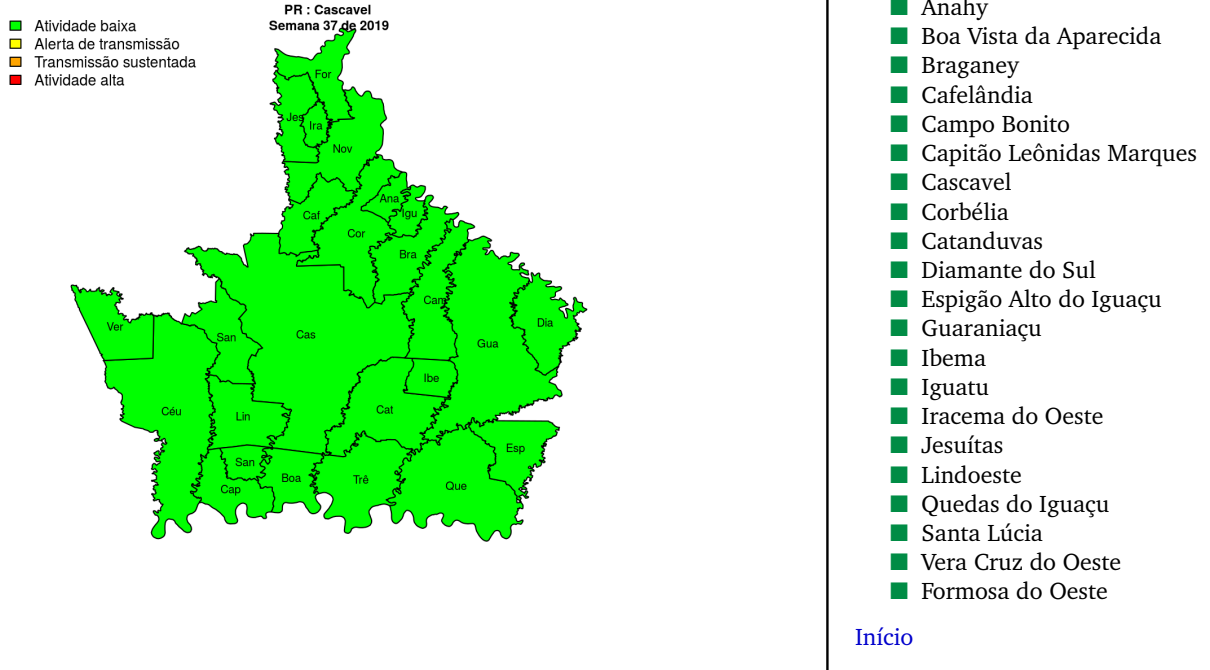 PR : Cascavel
Semana 37 de 2019
Atividade baixa
Alerta de transmissão
Transmissão sustentada
Atividade alta
For
Jes
Ira
Nov
Ana
Igu
Caf
Cor
Bra
Cam
Dia
Ver
San
Cas
Gua
Ibe
Céu
Lin
Cat
San
Esp
Cap
Boa
Trê
Que
Anahy
Boa Vista da Aparecida
Braganey
Cafelândia
Campo Bonito
Capitão Leônidas Marques
Cascavel
Corbélia
Catanduvas
Diamante do Sul
Espigão Alto do Iguaçu
Guaraniaçu
Ibema
Iguatu
Iracema do Oeste
Jesuítas
Lindoeste
Quedas do Iguaçu
Santa Lúcia
Vera Cruz do Oeste
Formosa do Oeste
Início